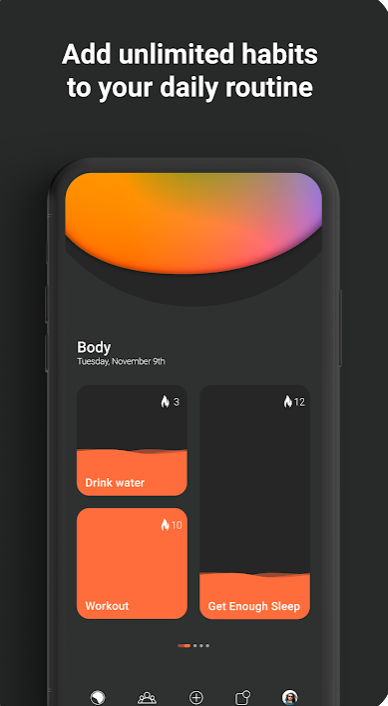 Add unlimited habits
to your daily routine
Body
Tuesday, November 9th
3
12
Drink water
10
Workout
Get Enough Sleep